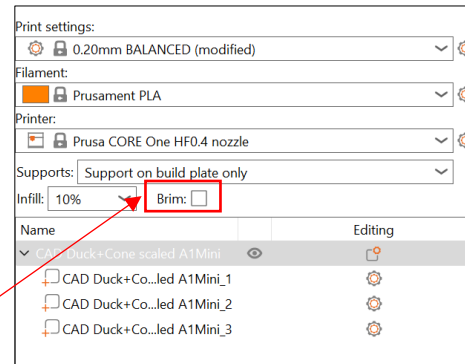 Print settings:
0.20mm BALANCED (modified)
Filament:
Prusament PLA
Printer:
Prusa CORE One HF0.4 nozzle
Supports: Support on build plate only
Infill: 10% Brim:
Name Editing
CAD Duck+Cone scaled A1Mini
CAD Duck+Co...led A1Mini_1
CAD Duck+Co...led A1Mini_2
CAD Duck+Co...led A1Mini_3